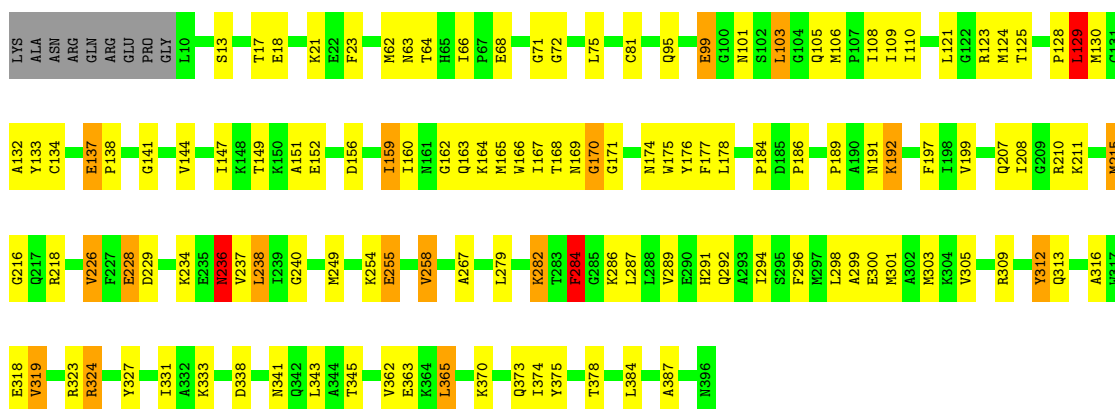 LYS ALA ASN ARG GLN ARG GLU PRO GLY L10 S13 T17 E18 K21 E22 F23 M62 N63 T64 H65 I66 P67 E68 G71 G72 L75 C81 Q95 E99 G100 N101 S102 L103 G104 Q105 M106 P107 I108 I109 I110 L121 G122 R123 M124 T125 P128 L129 M130 G131
A132 Y133 C134 E137 P138 G141 V144 I147 K148 T149 K150 A151 E152 D156 I159 I160 N161 G162 Q163 K164 M165 W166 I167 T168 N169 G170 G171 N174 W175 Y176 F177 L178 P184 D185 P186 P189 A190 N191 K192 F197 I198 V199 Q207 I208 G209 R210 K211 M215
G216 Q217 R218 V226 F227 E228 D229 K234 E235 N236 V237 L238 I239 G240 M249 K254 E255 V258 A267 L279 K282 T283 F284 G285 K286 L287 L288 V289 E290 H291 Q292 A293 I294 S295 F296 M297 L298 A299 E300 M301 A302 M303 K304 V305 R309 Y312 Q313 A316 W317
E318 V319 R323 R324 Y327 I331 A332 K333 D338 N341 Q342 L343 A344 T345 V362 E363 K364 L365 K370 Q373 I374 Y375 T378 L384 A387 N396